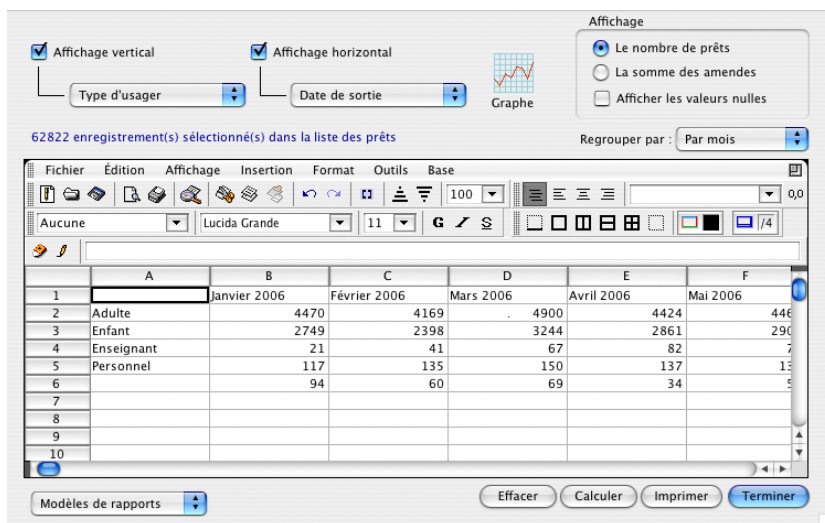 Affichage
Affichage vertical
Affichage horizontal
Le nombre de prêts
La somme des amendes
Type d'usager
Date de sortie
Graphe
Afficher les valeurs nulles
62822 enregistrement(s) sélectionné(s) dans la liste des prêts
Regrouper par : Par mois
Fichier Édition Affichage Insertion Format Outils Base
100 0,0
Aucune Lucida Grande 11 G I S /4
A B C D E F
1 Janvier 2006 Février 2006 Mars 2006 Avril 2006 Mai 2006
2 Adulte 4470 4169 . 4900 4424
3 Enfant 2749 2398 3244 2861
4 Enseignant 21 41 67 82
5 Personnel 117 135 150 137
6 94 60 69 34
7
8
9
10
Modèles de rapports
Effacer Calculer Imprimer Terminer